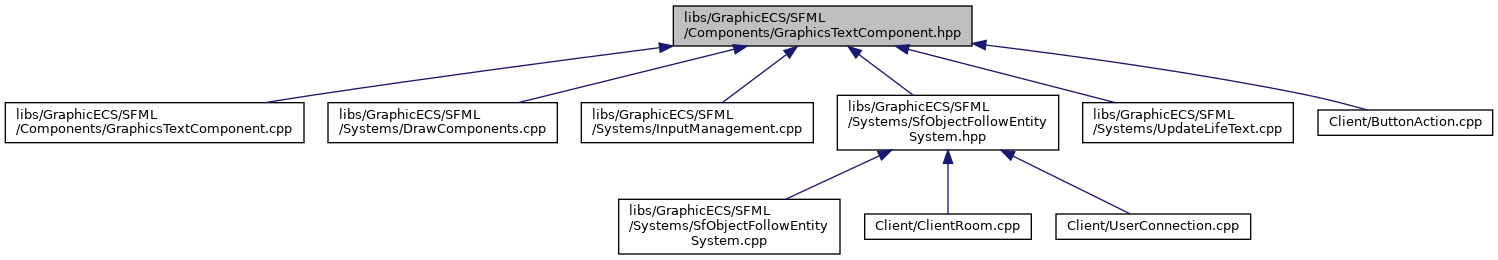 libs/GraphicECS/SFML
/Components/GraphicsTextComponent.hpp
libs/GraphicECS/SFML
/Components/GraphicsTextComponent.cpp
libs/GraphicECS/SFML
/Systems/DrawComponents.cpp
libs/GraphicECS/SFML
/Systems/InputManagement.cpp
libs/GraphicECS/SFML
/Systems/SfObjectFollowEntity
System.hpp
libs/GraphicECS/SFML
/Systems/UpdateLifeText.cpp
Client/ButtonAction.cpp
libs/GraphicECS/SFML
/Systems/SfObjectFollowEntity
System.cpp
Client/ClientRoom.cpp
Client/UserConnection.cpp